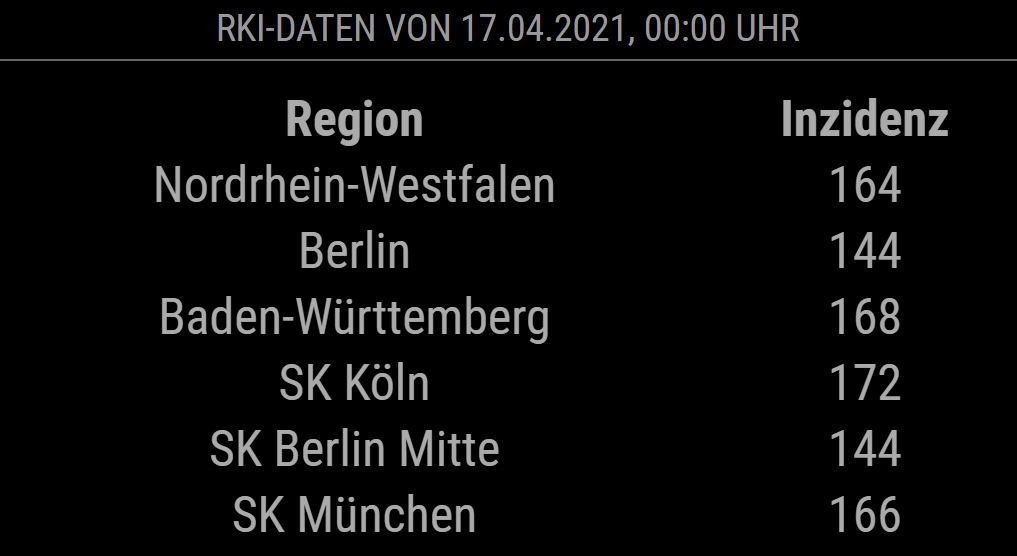 RKI-DATEN VON 17.04.2021, 00:00 UHR
Region Inzidenz
Nordrhein-Westfalen 164
Berlin 144
Baden-Württemberg 168
SK Köln 172
SK Berlin Mitte 144
SK München 166